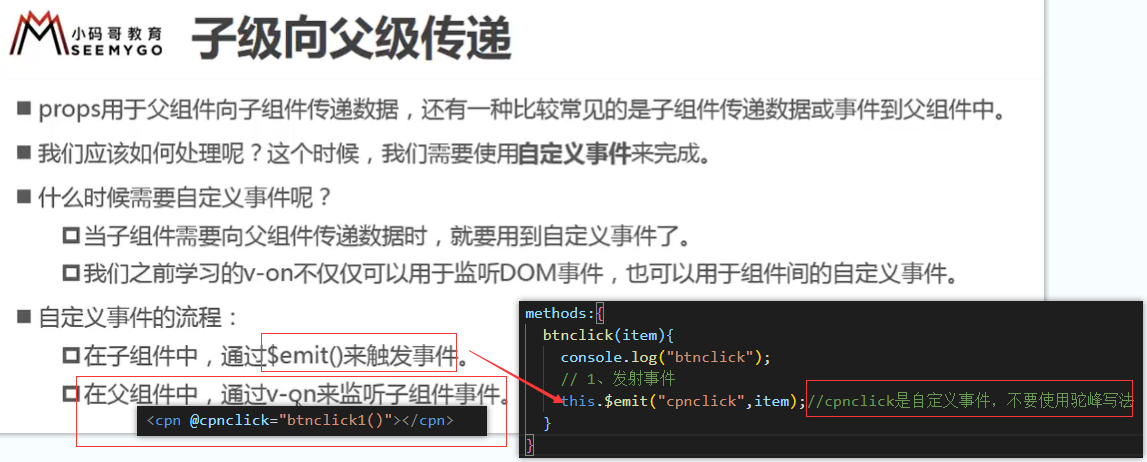 小码哥教育
SEEMYGO
子级向父级传递
props用于父组件向子组件传递数据，还有一种比较常见的是子组件传递数据或事件到父组件中。
我们应该如何处理呢？这个时候，我们需要使用自定义事件来完成。
什么时候需要自定义事件呢？
当子组件需要向父组件传递数据时，就要用到自定义事件了。
我们之前学习的v-on不仅仅可以用于监听DOM事件，也可以用于组件间的自定义事件。
自定义事件的流程：
在子组件中，通过$emit()来触发事件。
在父组件中，通过v-on来监听子组件事件。
<cpn @cpnclick="btnclick1()"></cpn>
methods:{
btnclick(item){
console.log("btnclick");
// 1、发射事件
this.$emit("cpnclick",item);//cpnclick是自定义事件，不要使用驼峰写法
}
}